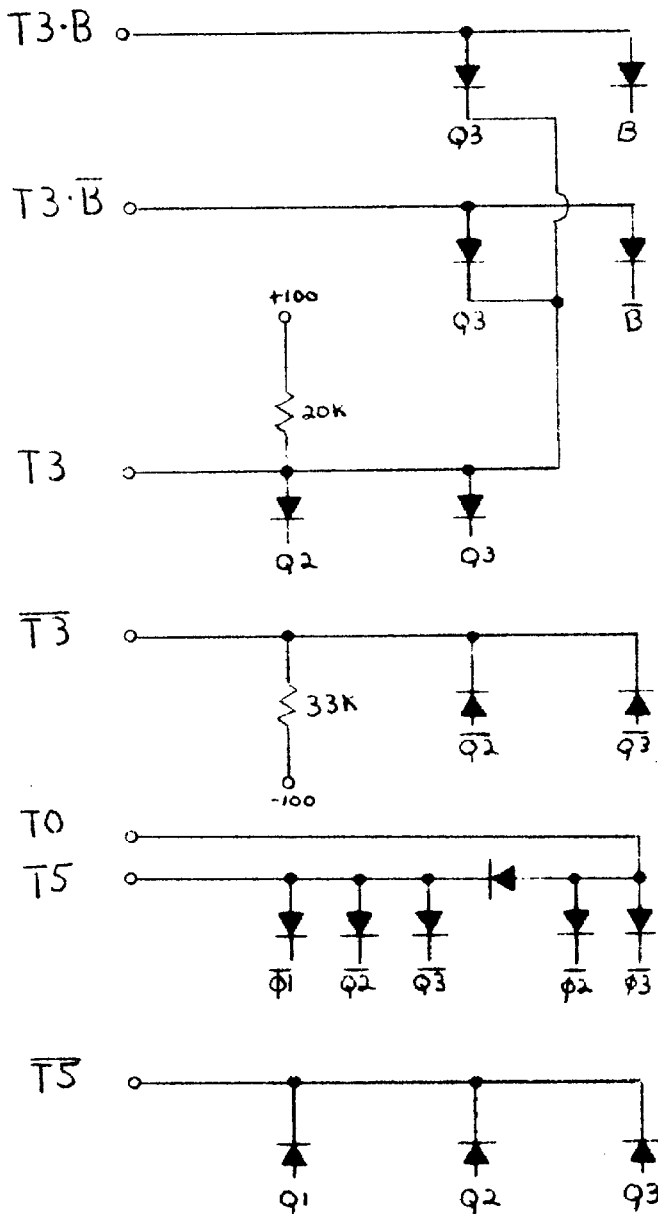 T3·B
Q3
B
T3·B̅
Q3
B̅
+100
20K
T3
Q2
Q3
T̅3̅
33K
Q̅2̅
Q̅3̅
-100
T0
T5
Φ̅1̅
Q̅2̅
Q̅3̅
Φ̅2̅
Φ̅3̅
T̅5̅
Q1
Q2
Q3